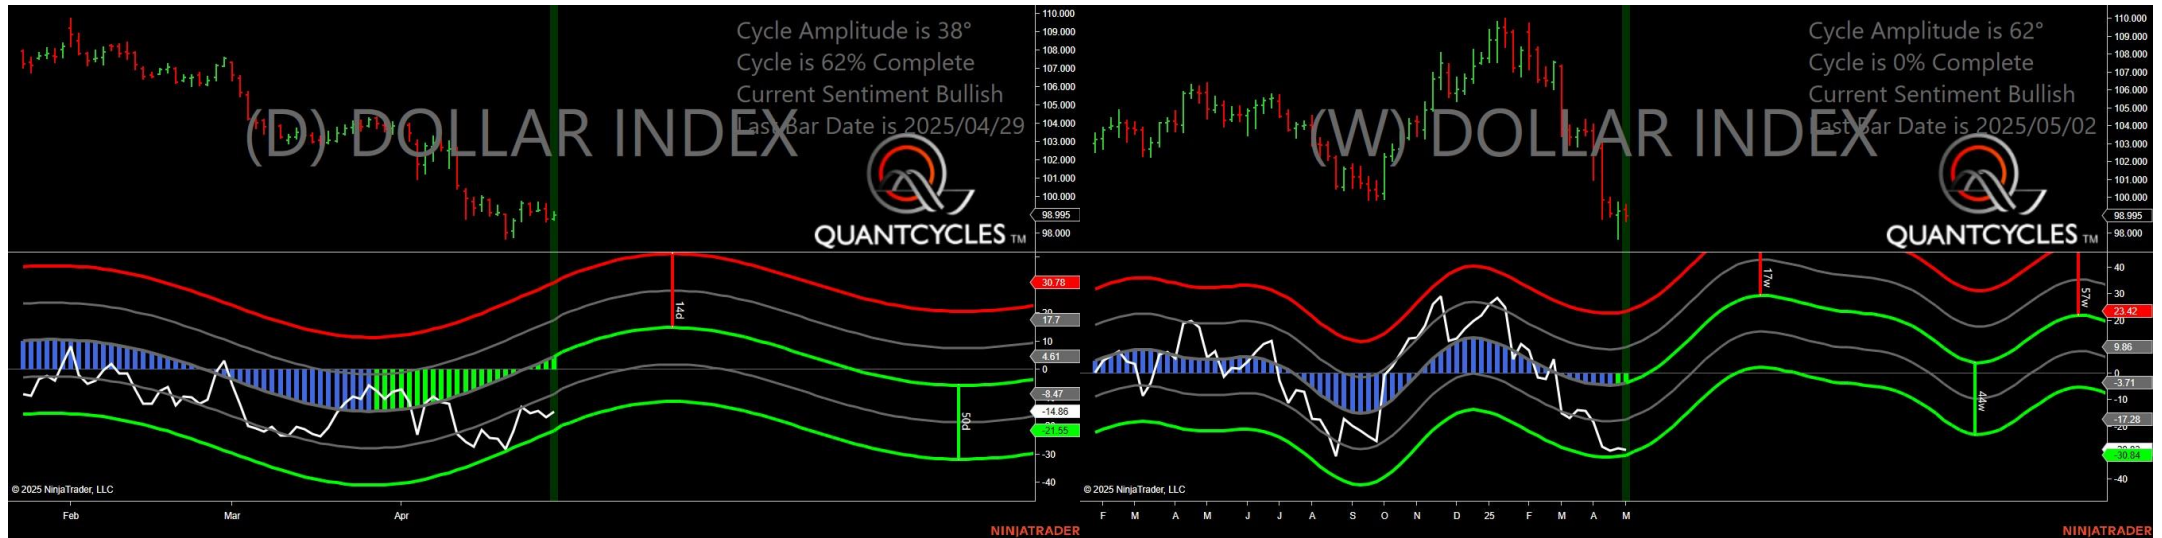 Cycle Amplitude is 38°
Cycle is 62% Complete
Current Sentiment Bullish
Last Bar Date is 2025/04/29
(D) DOLLAR INDEX
QUANTCYCLES TM
110.000
109.000
108.000
107.000
106.000
105.000
104.000
103.000
102.000
101.000
100.000
98.995
98.000
30.78
20
17.7
10
4.61
0
-8.47
-14.86
-21.55
-30
-40
14d
50d
© 2025 NinjaTrader, LLC
Feb
Mar
Apr
NINJATRADER
Cycle Amplitude is 62°
Cycle is 0% Complete
Current Sentiment Bullish
Last Bar Date is 2025/05/02
(W) DOLLAR INDEX
QUANTCYCLES TM
110.000
109.000
108.000
107.000
106.000
105.000
104.000
103.000
102.000
101.000
100.000
98.995
98.000
40
30
23.42
20
9.86
0
-3.71
-10
-17.28
-20
-30.84
-40
17w
44w
57w
© 2025 NinjaTrader, LLC
F M A M J J A S O N D 25 F M A M
NINJATRADER